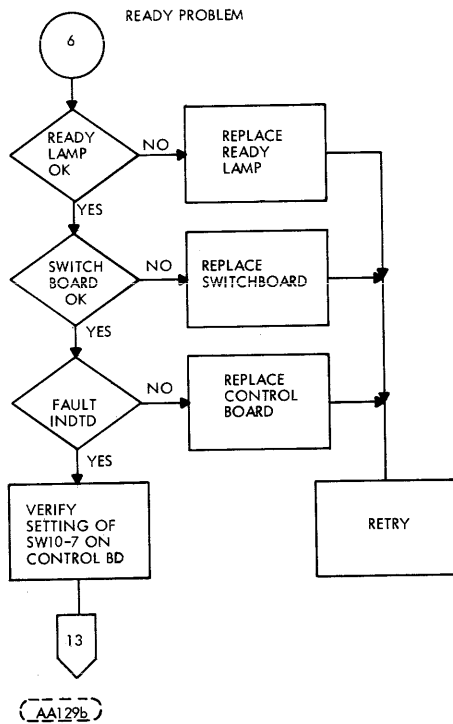 READY PROBLEM
6
READY
LAMP
OK
NO
REPLACE
READY
LAMP
YES
SWITCH
BOARD
OK
NO
REPLACE
SWITCHBOARD
YES
FAULT
INDTD
NO
REPLACE
CONTROL
BOARD
YES
VERIFY
SETTING OF
SW10-7 ON
CONTROL BD
RETRY
13
AA129b